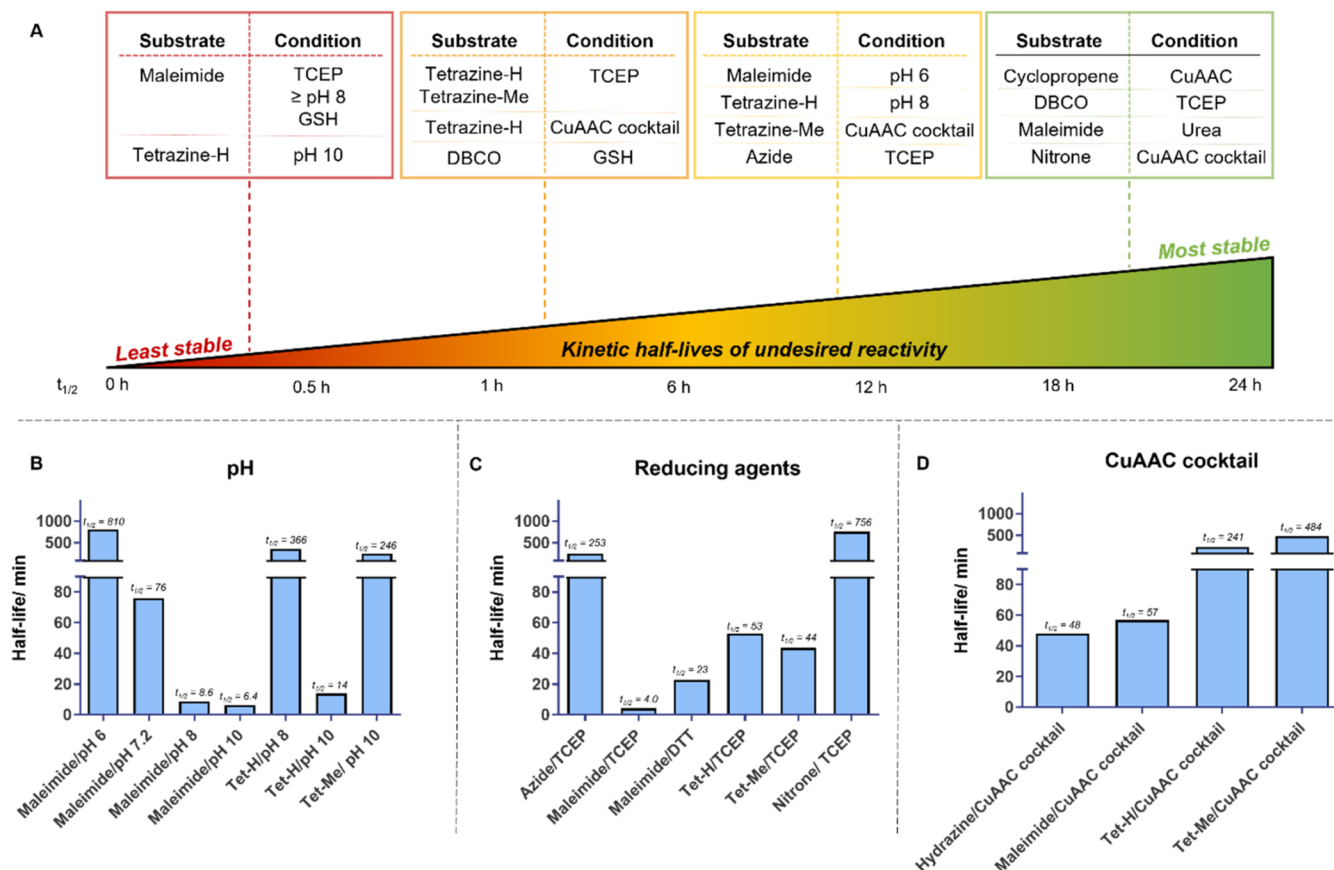 A
Substrate Condition
Maleimide TCEP
≥ pH 8
GSH
Tetrazine-H pH 10
Substrate Condition
Tetrazine-H TCEP
Tetrazine-Me
Tetrazine-H CuAAC cocktail
DBCO GSH
Substrate Condition
Maleimide pH 6
Tetrazine-H pH 8
Tetrazine-Me CuAAC cocktail
Azide TCEP
Substrate Condition
Cyclopropene CuAAC
DBCO TCEP
Maleimide Urea
Nitrone CuAAC cocktail
Most stable
Least stable
Kinetic half-lives of undesired reactivity
t1/2 0 h 0.5 h 1 h 6 h 12 h 18 h 24 h
B
pH
Half-life/ min
1000
500
80
60
40
20
0
t1/2 = 810
t1/2 = 76
t1/2 = 8.6
t1/2 = 6.4
t1/2 = 366
t1/2 = 14
t1/2 = 246
Maleimide/pH 6
Maleimide/pH 7.2
Maleimide/pH 8
Maleimide/pH 10
Tet-H/pH 8
Tet-H/pH 10
Tet-Me/ pH 10
C
Reducing agents
Half-life/ min
1000
500
80
60
40
20
0
t1/2 = 253
t1/2 = 4.0
t1/2 = 23
t1/2 = 53
t1/2 = 44
t1/2 = 756
Azide/TCEP
Maleimide/TCEP
Maleimide/DTT
Tet-H/TCEP
Tet-Me/TCEP
Nitrone/ TCEP
D
CuAAC cocktail
Half-life/ min
1000
500
80
60
40
20
0
t1/2 = 48
t1/2 = 57
t1/2 = 241
t1/2 = 484
Hydrazine/CuAAC cocktail
Maleimide/CuAAC cocktail
Tet-H/CuAAC cocktail
Tet-Me/CuAAC cocktail